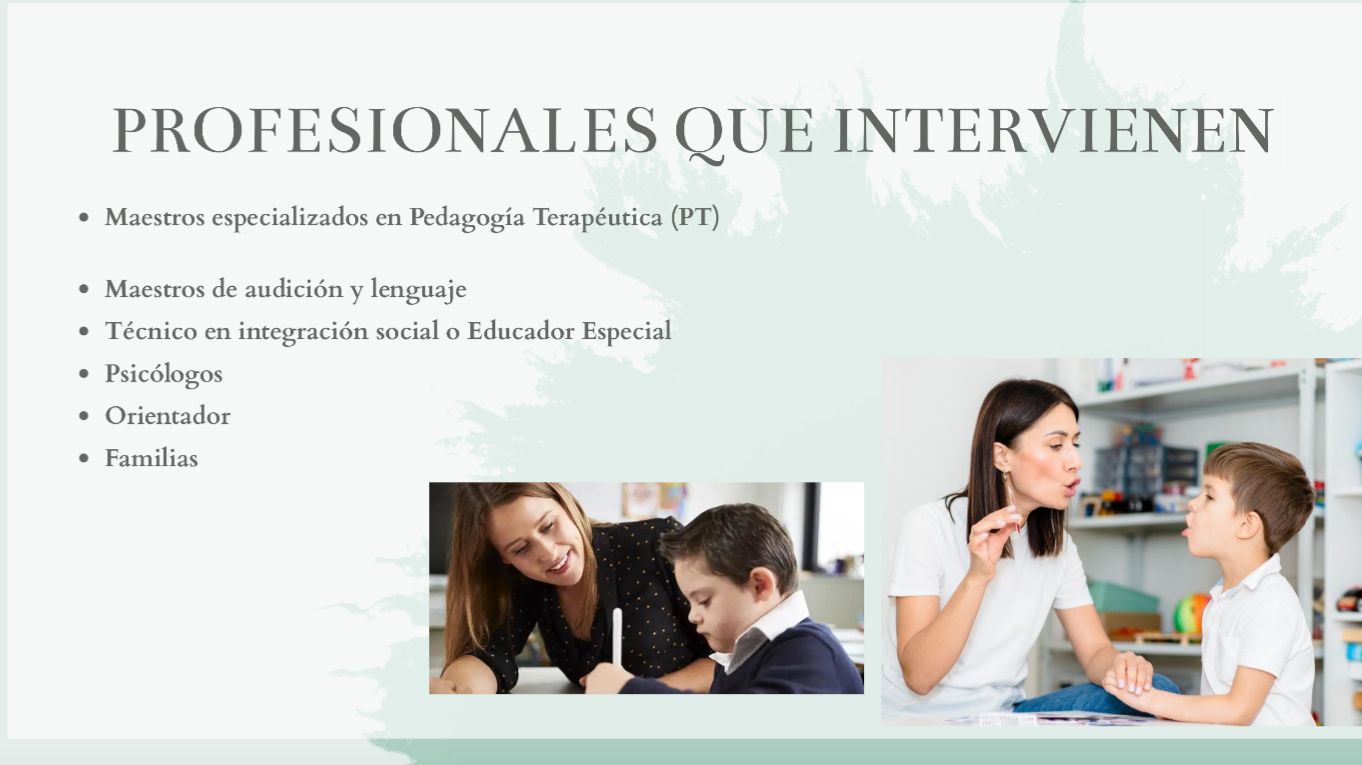 PROFESIONALES QUE INTERVIENEN
• Maestros especializados en Pedagogía Terapéutica (PT)
• Maestros de audición y lenguaje
• Técnico en integración social o Educador Especial
• Psicólogos
• Orientador
• Familias